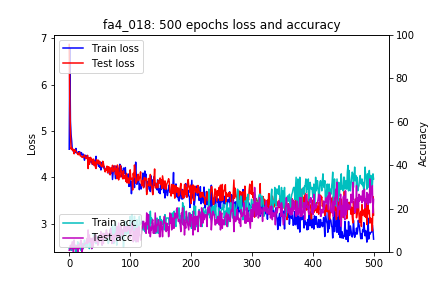 fa4_018: 500 epochs loss and accuracy
Train loss
Test loss
Train acc
Test acc
Loss
Accuracy
7
6
5
4
3
100
80
60
40
20
0
0
100
200
300
400
500